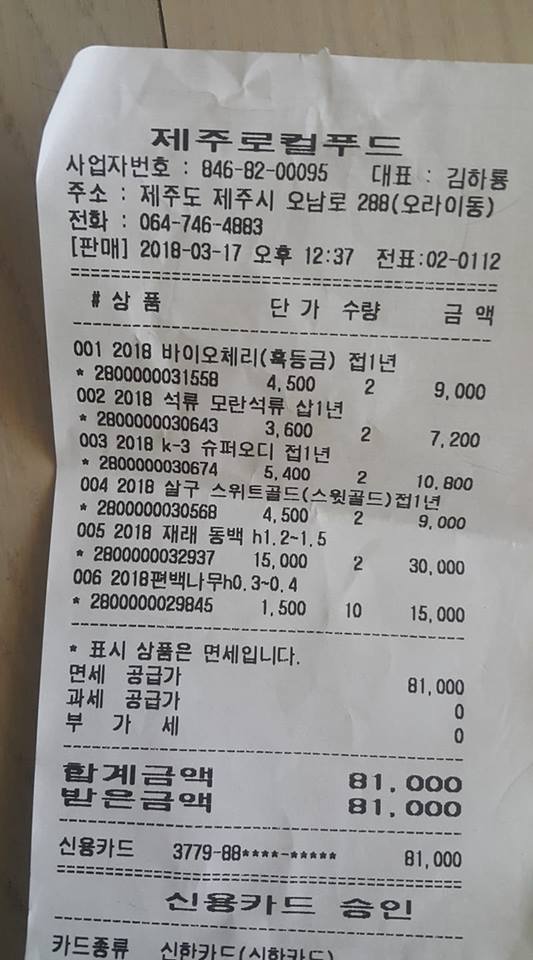 제주로컬푸드
사업자번호 : 846-82-00095 대표 : 김하룡
주소 : 제주도 제주시 오남로 288(오라이동)
전화 : 064-746-4883
[판매] 2018-03-17 오후 12:37 전표:02-0112
# 상 품 단 가 수량 금 액
001 2018 바이오체리(흑등금) 접1년
* 2800000031558 4,500 2 9,000
002 2018 석류 모란석류 삽1년
* 2800000030643 3,600 2 7,200
003 2018 k-3 슈퍼오디 접1년
* 2800000030674 5,400 2 10,800
004 2018 살구 스위트골드(스윗골드)접1년
* 2800000030568 4,500 2 9,000
005 2018 재래 동백 h1.2~1.5
* 2800000032937 15,000 2 30,000
006 2018편백나무h0.3~0.4
* 2800000029845 1,500 10 15,000
* 표시 상품은 면세입니다.
면세 공급가 81,000
과세 공급가 0
부 가 세 0
합계금액 81,000
받은금액 81,000
신용카드 3779-88****-***** 81,000
신용카드 승인
카드종류 신한카드(신한카드)